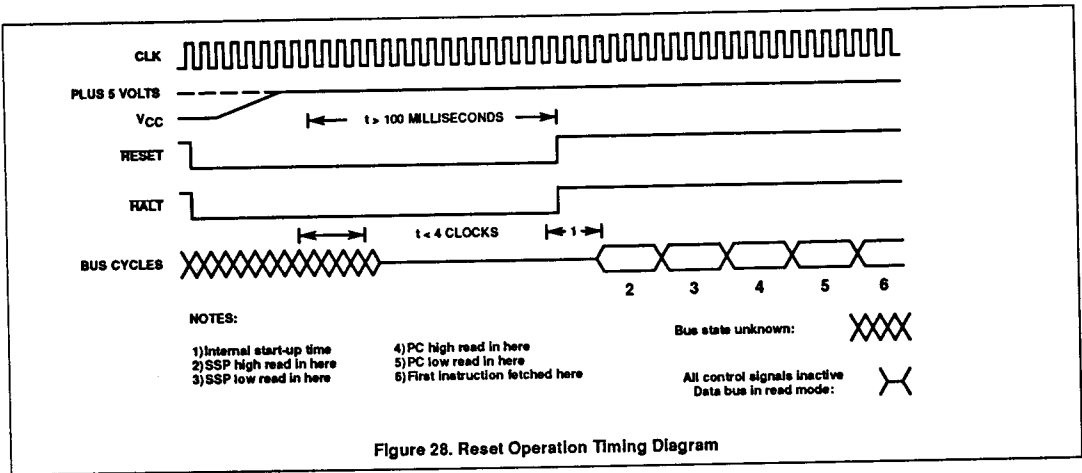 CLK
PLUS 5 VOLTS
VCC
t > 100 MILLISECONDS
RESET
HALT
t < 4 CLOCKS
1
BUS CYCLES
2 3 4 5 6
NOTES:
1)Internal start-up time
2)SSP high read in here
3)SSP low read in here
4)PC high read in here
5)PC low read in here
6)First instruction fetched here
Bus state unknown:
All control signals inactive
Data bus in read mode:
Figure 28. Reset Operation Timing Diagram